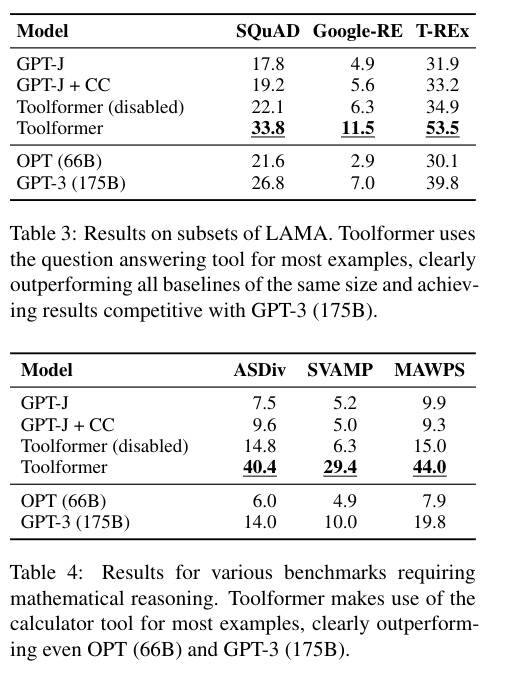 Model SQuAD Google-RE T-REx
GPT-J 17.8 4.9 31.9
GPT-J + CC 19.2 5.6 33.2
Toolformer (disabled) 22.1 6.3 34.9
Toolformer 33.8 11.5 53.5
OPT (66B) 21.6 2.9 30.1
GPT-3 (175B) 26.8 7.0 39.8
Table 3: Results on subsets of LAMA. Toolformer uses
the question answering tool for most examples, clearly
outperforming all baselines of the same size and achiev-
ing results competitive with GPT-3 (175B).
Model ASDiv SVAMP MAWPS
GPT-J 7.5 5.2 9.9
GPT-J + CC 9.6 5.0 9.3
Toolformer (disabled) 14.8 6.3 15.0
Toolformer 40.4 29.4 44.0
OPT (66B) 6.0 4.9 7.9
GPT-3 (175B) 14.0 10.0 19.8
Table 4: Results for various benchmarks requiring
mathematical reasoning. Toolformer makes use of the
calculator tool for most examples, clearly outperform-
ing even OPT (66B) and GPT-3 (175B).